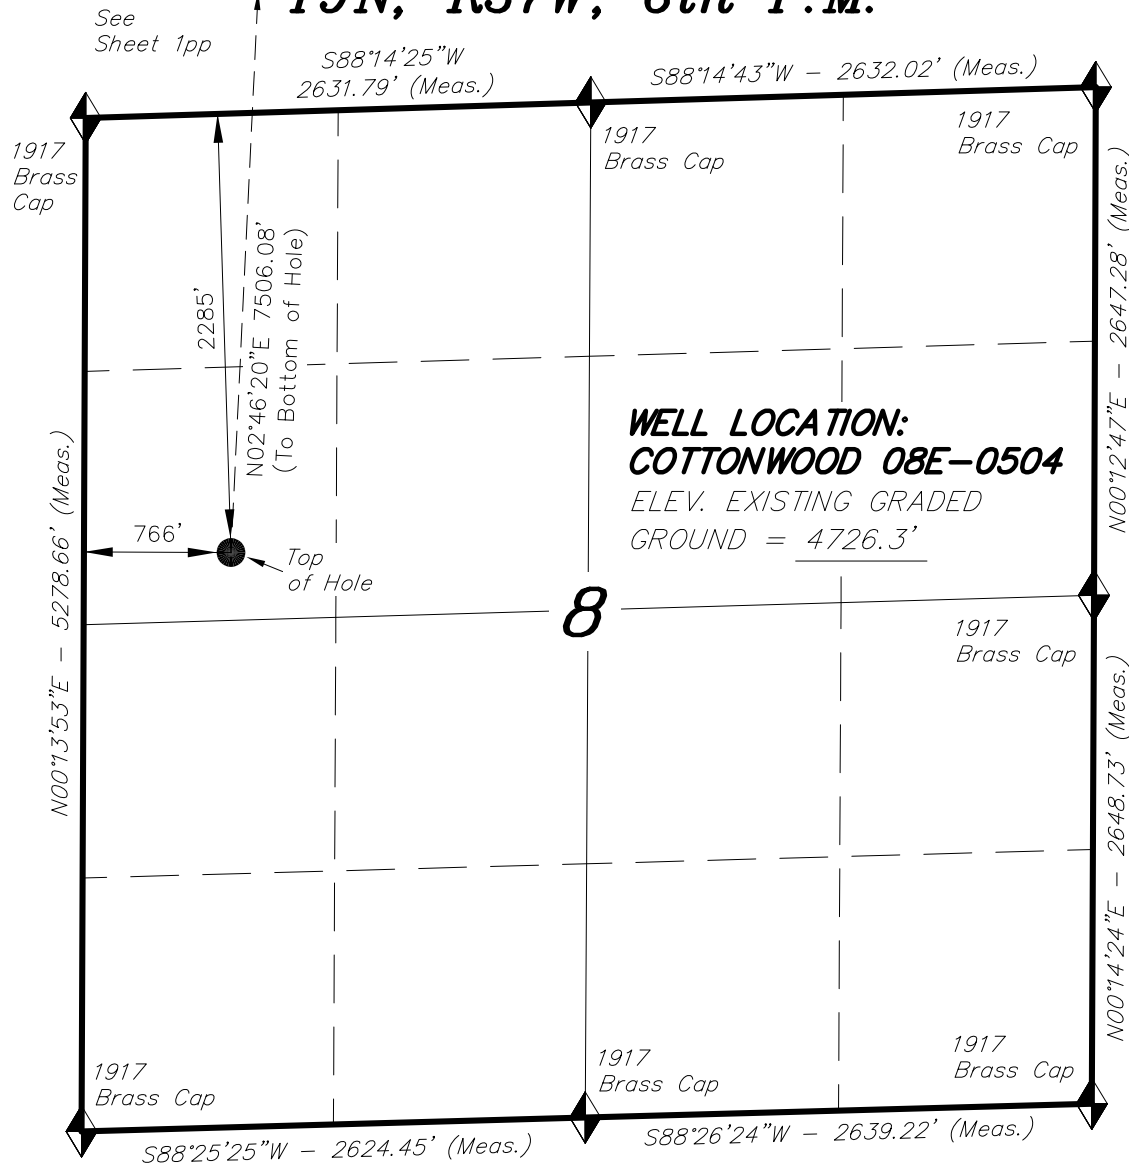 T9N, R57W, 6th P.M.
See
Sheet 1pp
S88°14'25"W
2631.79' (Meas.)
S88°14'43"W - 2632.02' (Meas.)
1917
Brass
Cap
1917
Brass Cap
1917
Brass Cap
N00°12'47"E - 2647.28' (Meas.)
2285'
N02°46'20"E 7506.08'
(To Bottom of Hole)
WELL LOCATION:
COTTONWOOD 08E-0504
ELEV. EXISTING GRADED
GROUND = 4726.3'
766'
Top
of Hole
N00°13'53"E - 5278.66' (Meas.)
8
1917
Brass Cap
N00°14'24"E - 2648.73' (Meas.)
1917
Brass Cap
1917
Brass Cap
1917
Brass Cap
S88°25'25"W - 2624.45' (Meas.)
S88°26'24"W - 2639.22' (Meas.)